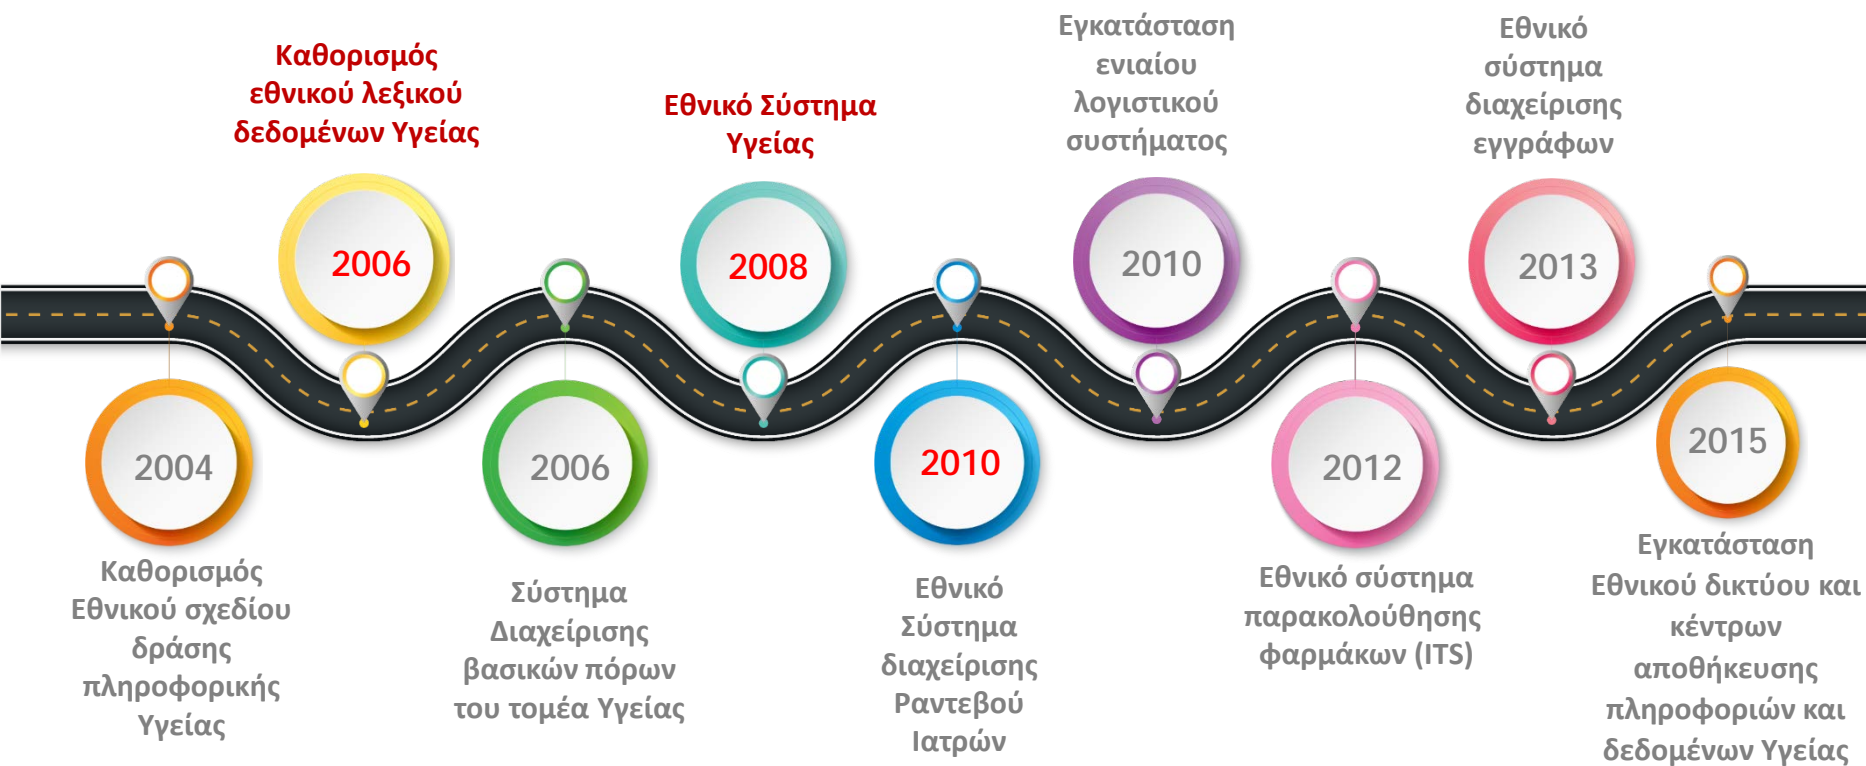 Καθορισμός
εθνικού λεξικού
δεδομένων Υγείας
Εθνικό Σύστημα
Υγείας
Εγκατάσταση
ενιαίου
λογιστικού
συστήματος
Εθνικό
σύστημα
διαχείρισης
εγγράφων
2006
2008
2010
2013
2004
2006
2010
2012
2015
Καθορισμός
Εθνικού σχεδίου
δράσης
πληροφορικής
Υγείας
Σύστημα
Διαχείρισης
βασικών πόρων
του τομέα Υγείας
Εθνικό
Σύστημα
διαχείρισης
Ραντεβού
Ιατρών
Εθνικό σύστημα
παρακολούθησης
φαρμάκων (ITS)
Εγκατάσταση
Εθνικού δικτύου και
κέντρων
αποθήκευσης
πληροφοριών και
δεδομένων Υγείας